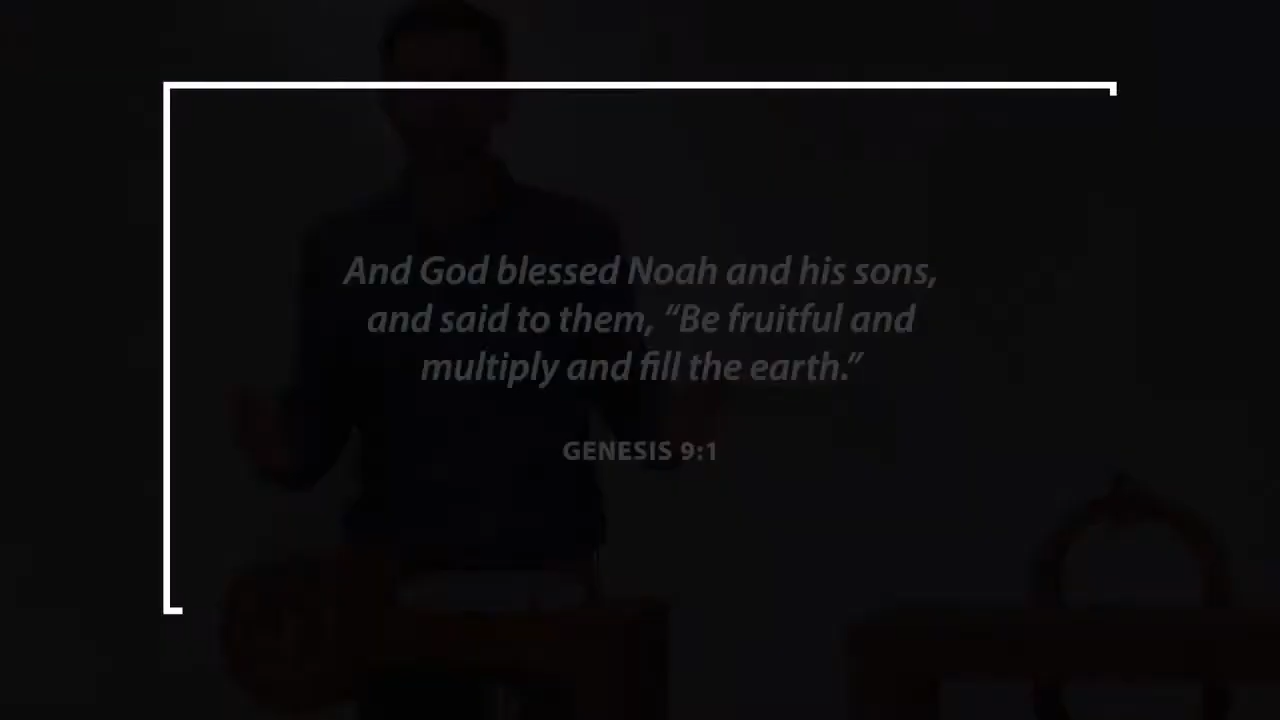 And God blessed Noah and his sons,
and said to them, “Be fruitful and
multiply and fill the earth.”
GENESIS 9:1